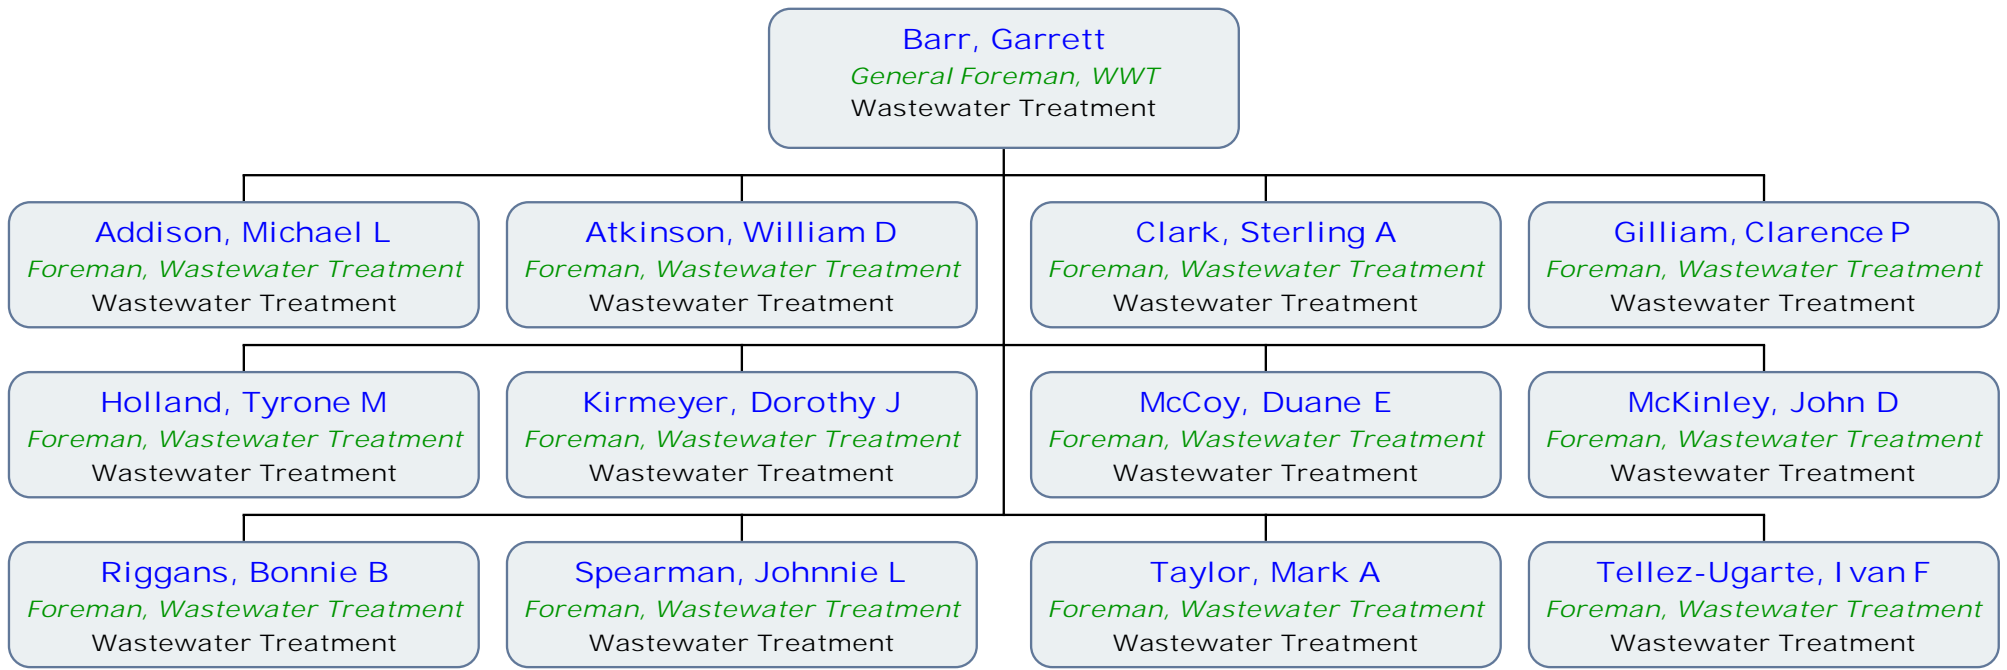 Barr, Garrett
General Foreman, WWT
Wastewater Treatment
Addison, Michael L
Foreman, Wastewater Treatment
Wastewater Treatment
Atkinson, William D
Foreman, Wastewater Treatment
Wastewater Treatment
Clark, Sterling A
Foreman, Wastewater Treatment
Wastewater Treatment
Gilliam, Clarence P
Foreman, Wastewater Treatment
Wastewater Treatment
Holland, Tyrone M
Foreman, Wastewater Treatment
Wastewater Treatment
Kirmeyer, Dorothy J
Foreman, Wastewater Treatment
Wastewater Treatment
McCoy, Duane E
Foreman, Wastewater Treatment
Wastewater Treatment
McKinley, John D
Foreman, Wastewater Treatment
Wastewater Treatment
Riggans, Bonnie B
Foreman, Wastewater Treatment
Wastewater Treatment
Spearman, Johnnie L
Foreman, Wastewater Treatment
Wastewater Treatment
Taylor, Mark A
Foreman, Wastewater Treatment
Wastewater Treatment
Tellez-Ugarte, Ivan F
Foreman, Wastewater Treatment
Wastewater Treatment